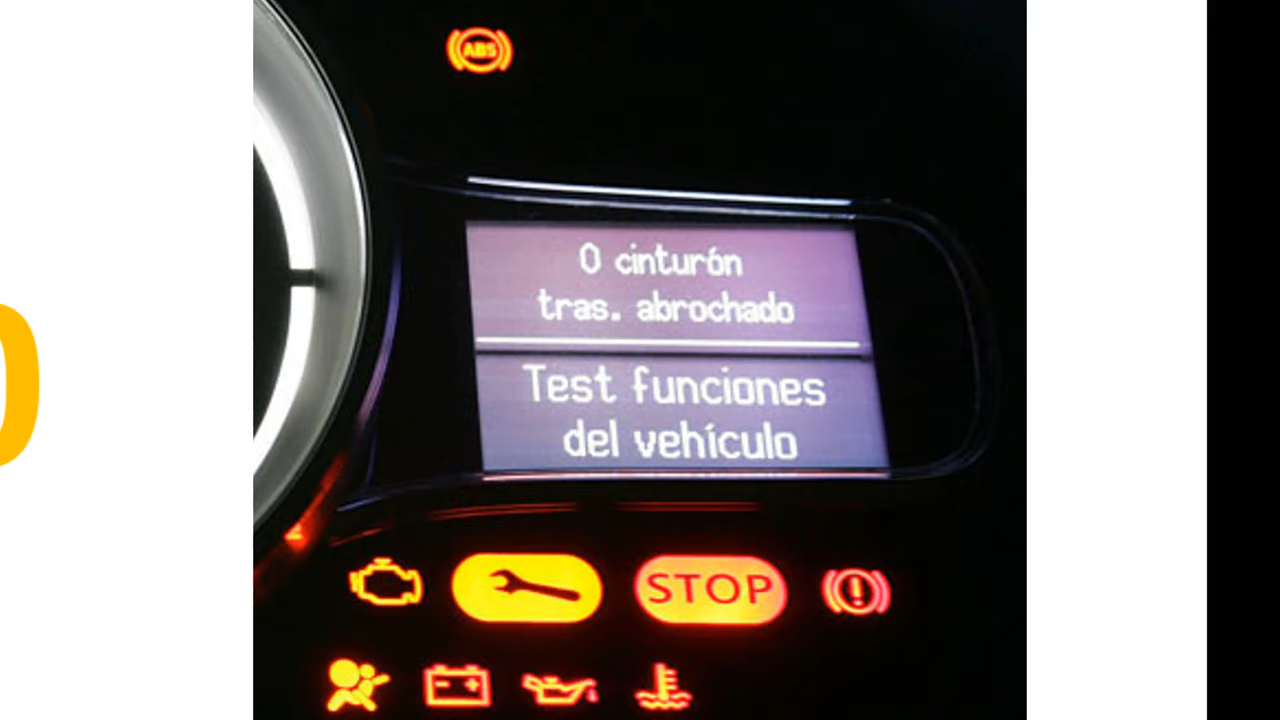 ABS
0 cinturón
tras. abrochado
Test funciones
del vehículo
STOP